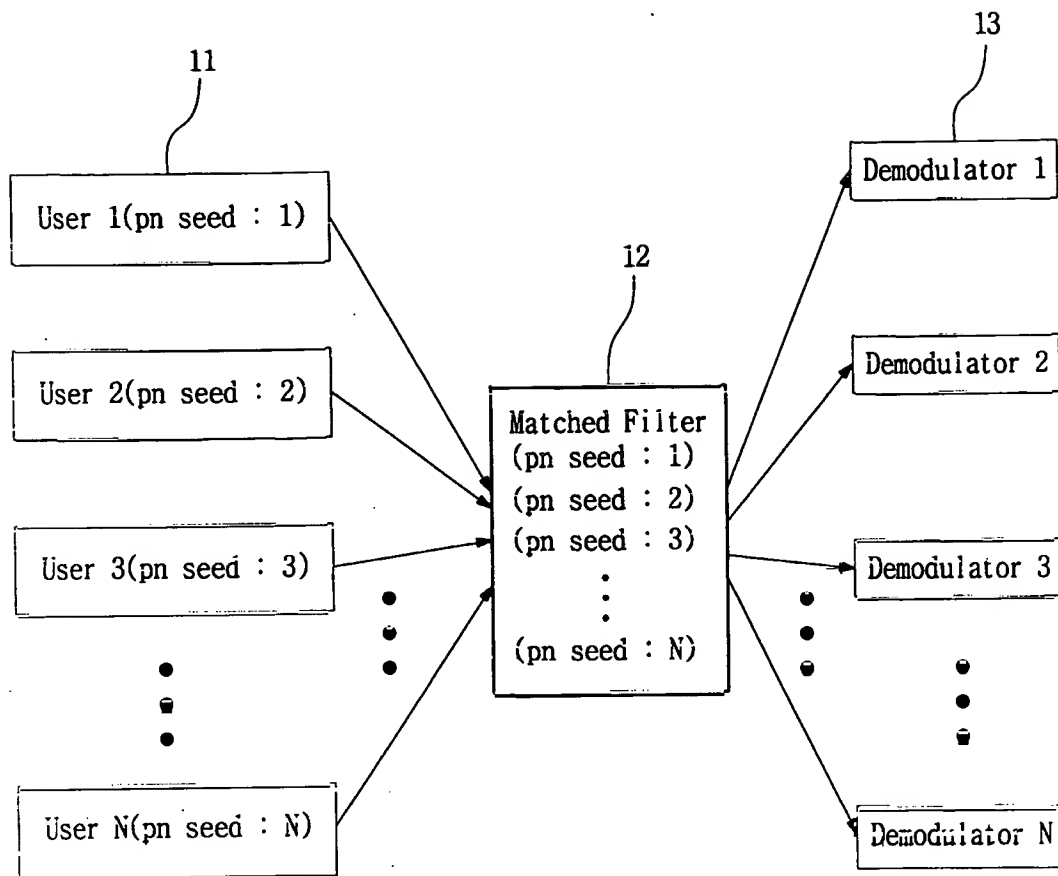 11
User 1(pn seed : 1)
User 2(pn seed : 2)
User 3(pn seed : 3)
User N(pn seed : N)
12
Matched Filter
(pn seed : 1)
(pn seed : 2)
(pn seed : 3)
(pn seed : N)
13
Demodulator 1
Demodulator 2
Demodulator 3
Demodulator N